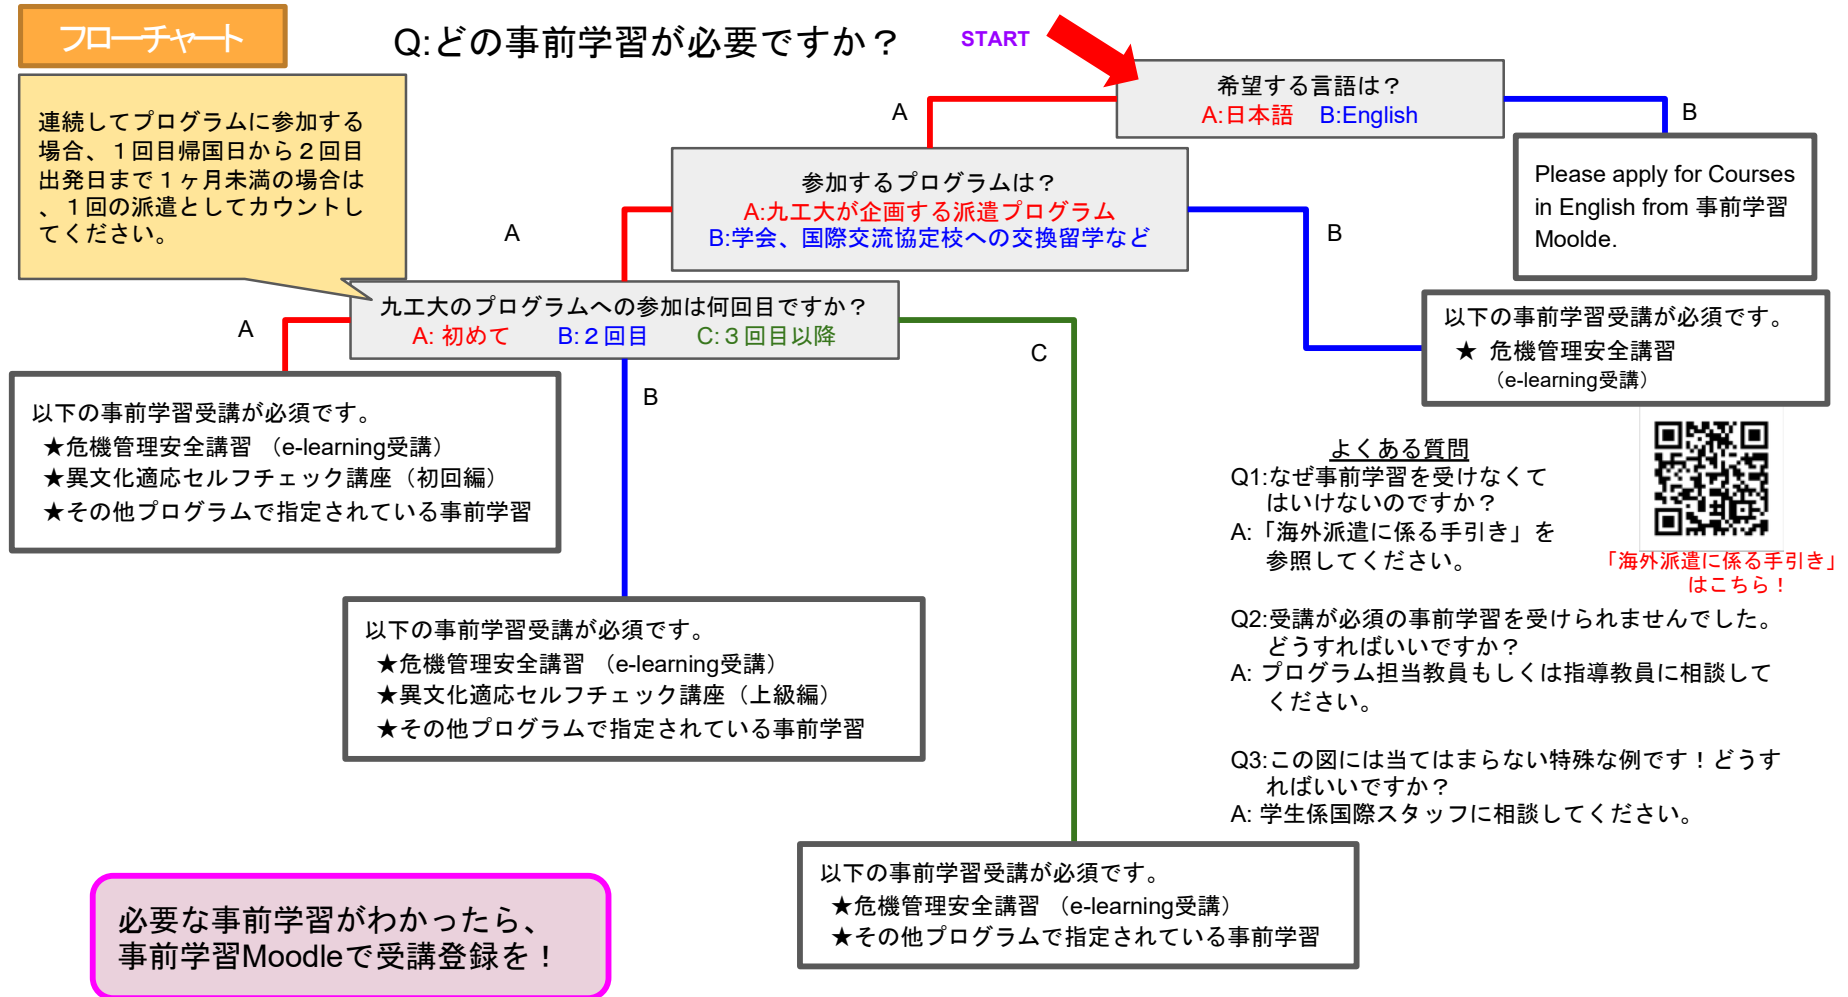 フローチャート
Q:どの事前学習が必要ですか？
START
希望する言語は？
A:日本語 B:English
A
B
連続してプログラムに参加する
場合、１回目帰国日から２回目
出発日まで１ヶ月未満の場合は
、１回の派遣としてカウントし
てください。
参加するプログラムは？
A:九工大が企画する派遣プログラム
B:学会、国際交流協定校への交換留学など
Please apply for Courses
in English from 事前学習
Moolde.
A
B
九工大のプログラムへの参加は何回目ですか？
A: 初めて B:２回目 C:３回目以降
A
B
C
以下の事前学習受講が必須です。
★ 危機管理安全講習
（e-learning受講）
以下の事前学習受講が必須です。
★危機管理安全講習 （e-learning受講）
★異文化適応セルフチェック講座（初回編）
★その他プログラムで指定されている事前学習
以下の事前学習受講が必須です。
★危機管理安全講習 （e-learning受講）
★異文化適応セルフチェック講座（上級編）
★その他プログラムで指定されている事前学習
以下の事前学習受講が必須です。
★危機管理安全講習 （e-learning受講）
★その他プログラムで指定されている事前学習
よくある質問
Q1:なぜ事前学習を受けなくて
はいけないのですか？
A:「海外派遣に係る手引き」を
参照してください。
「海外派遣に係る手引き」
はこちら！
Q2:受講が必須の事前学習を受けられませんでした。
どうすればいいですか？
A: プログラム担当教員もしくは指導教員に相談して
ください。
Q3:この図には当てはまらない特殊な例です！どうす
ればいいですか？
A: 学生係国際スタッフに相談してください。
必要な事前学習がわかったら、
事前学習Moodleで受講登録を！